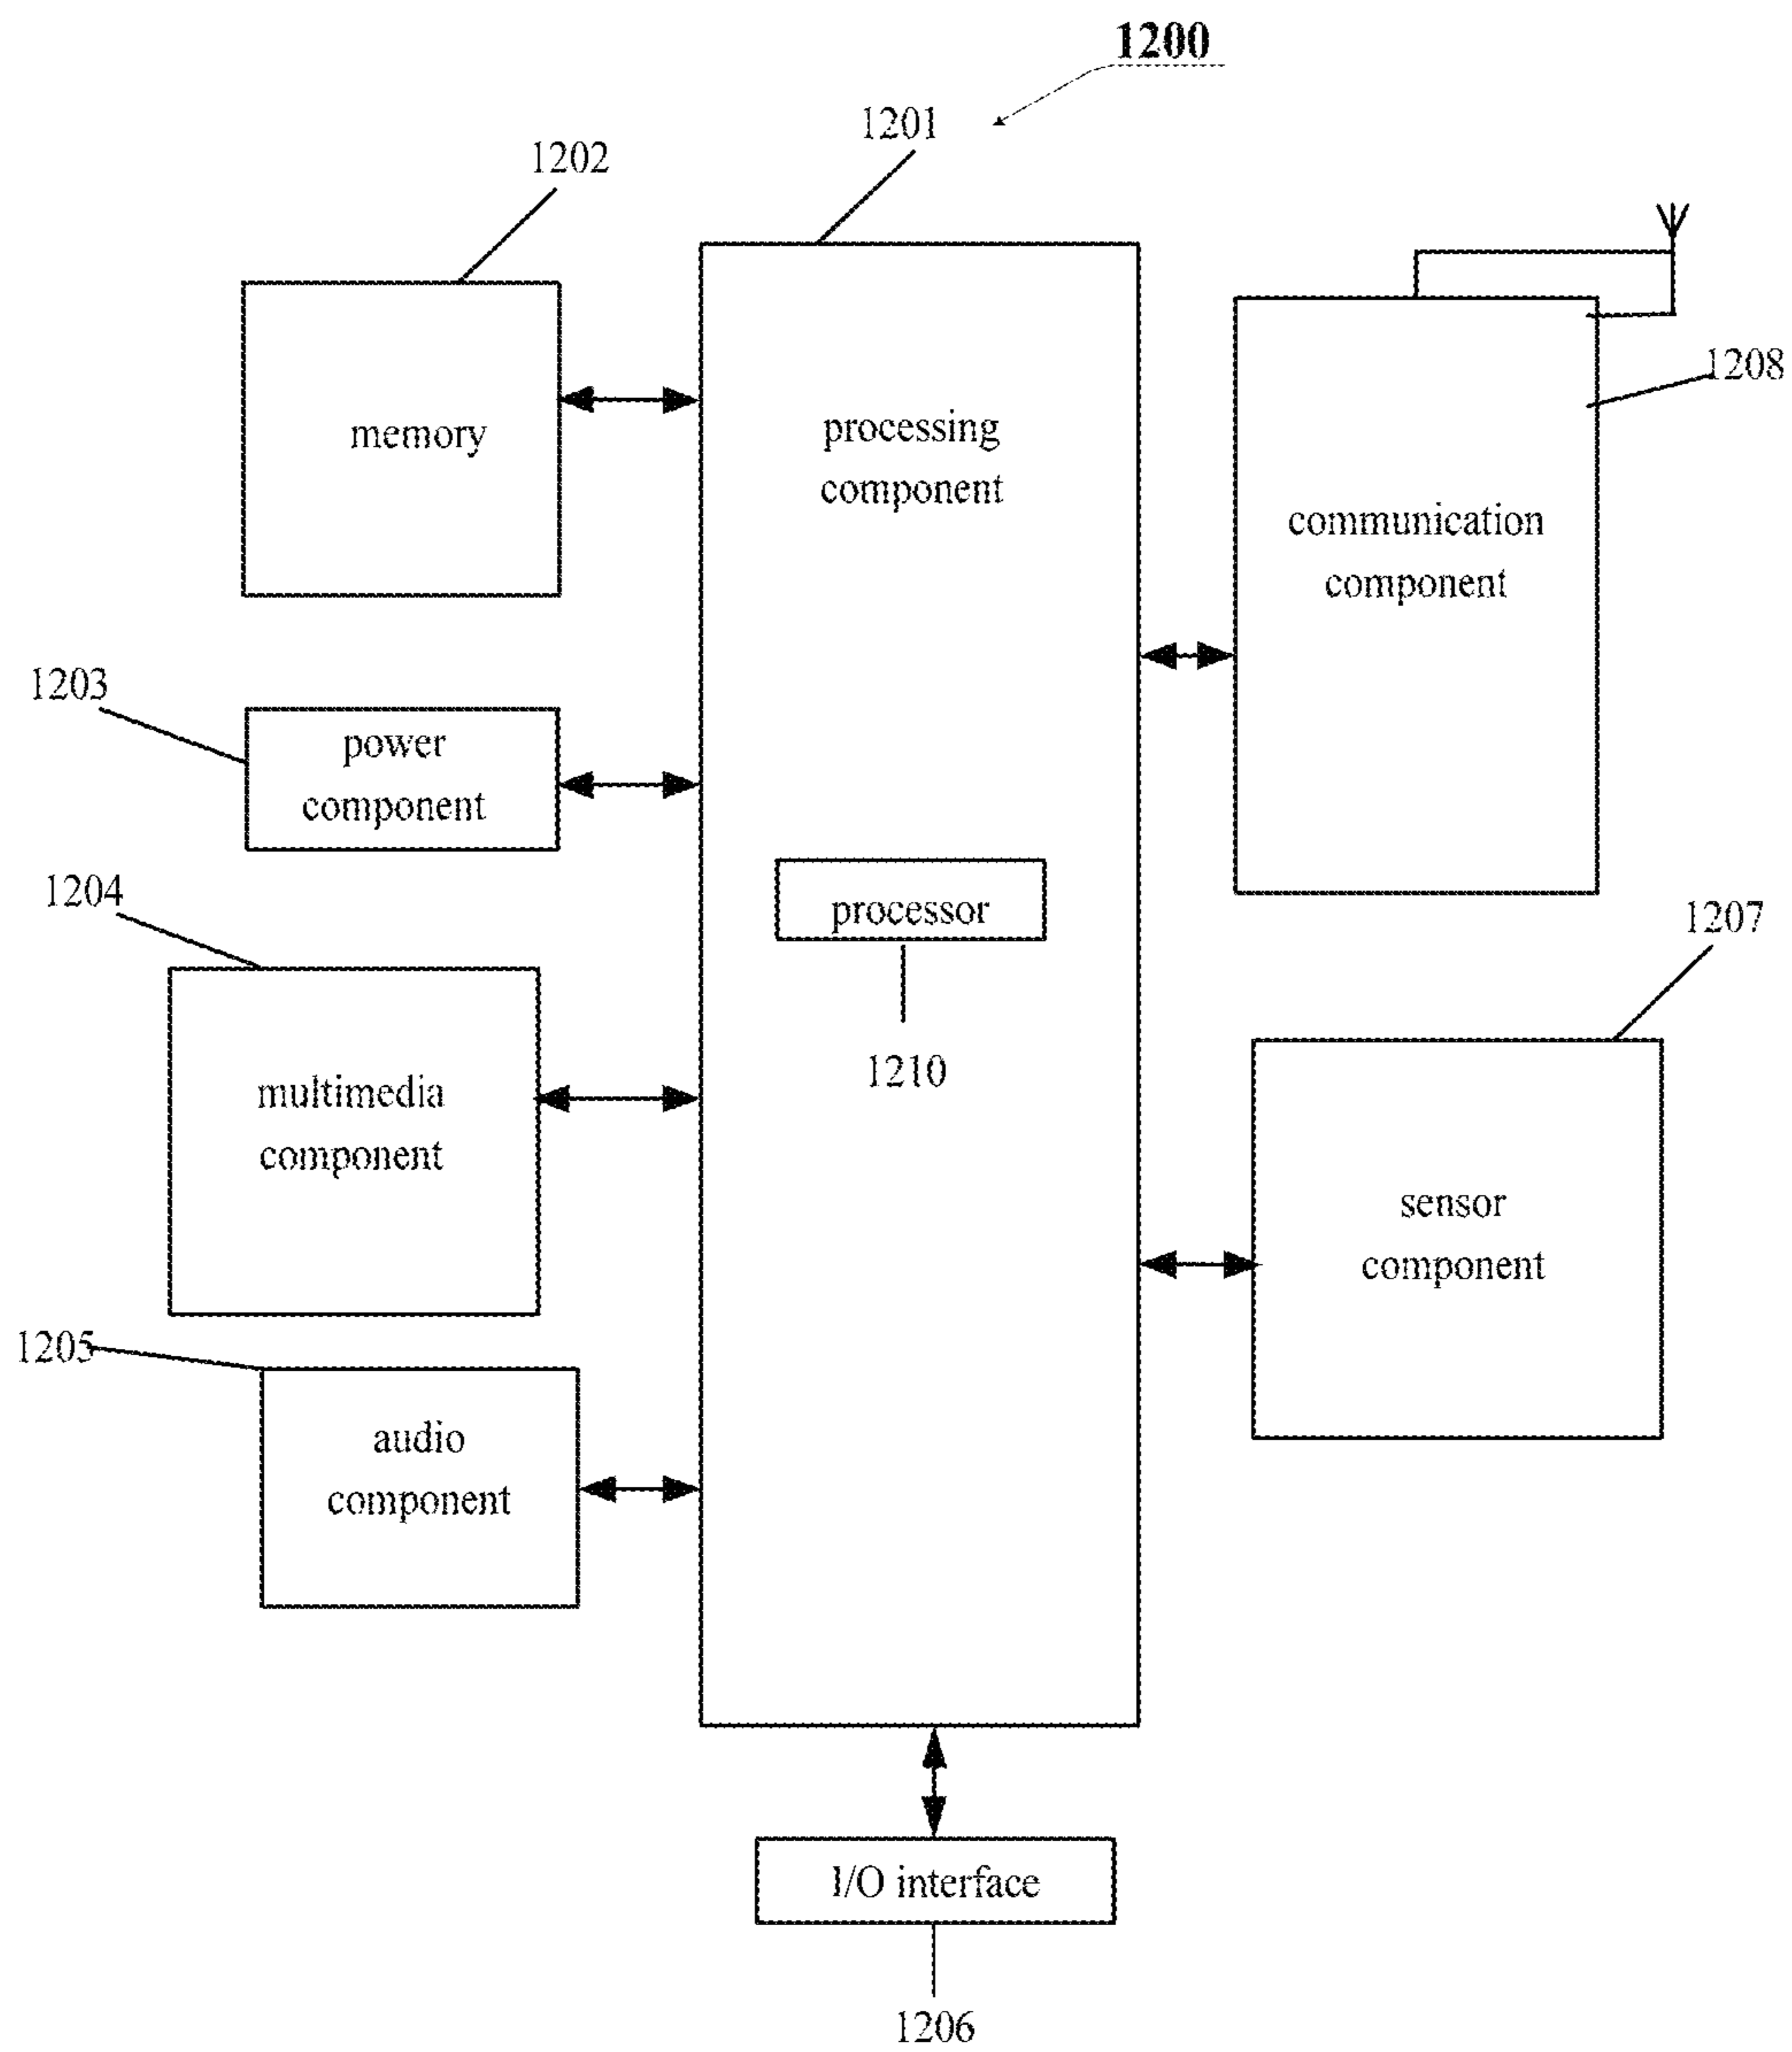 1200
1201
1202
memory
processing
component
1208
communication
component
1203
power
component
1204
processor
1207
1210
multimedia
component
sensor
component
1205
audio
component
I/O interface
1206